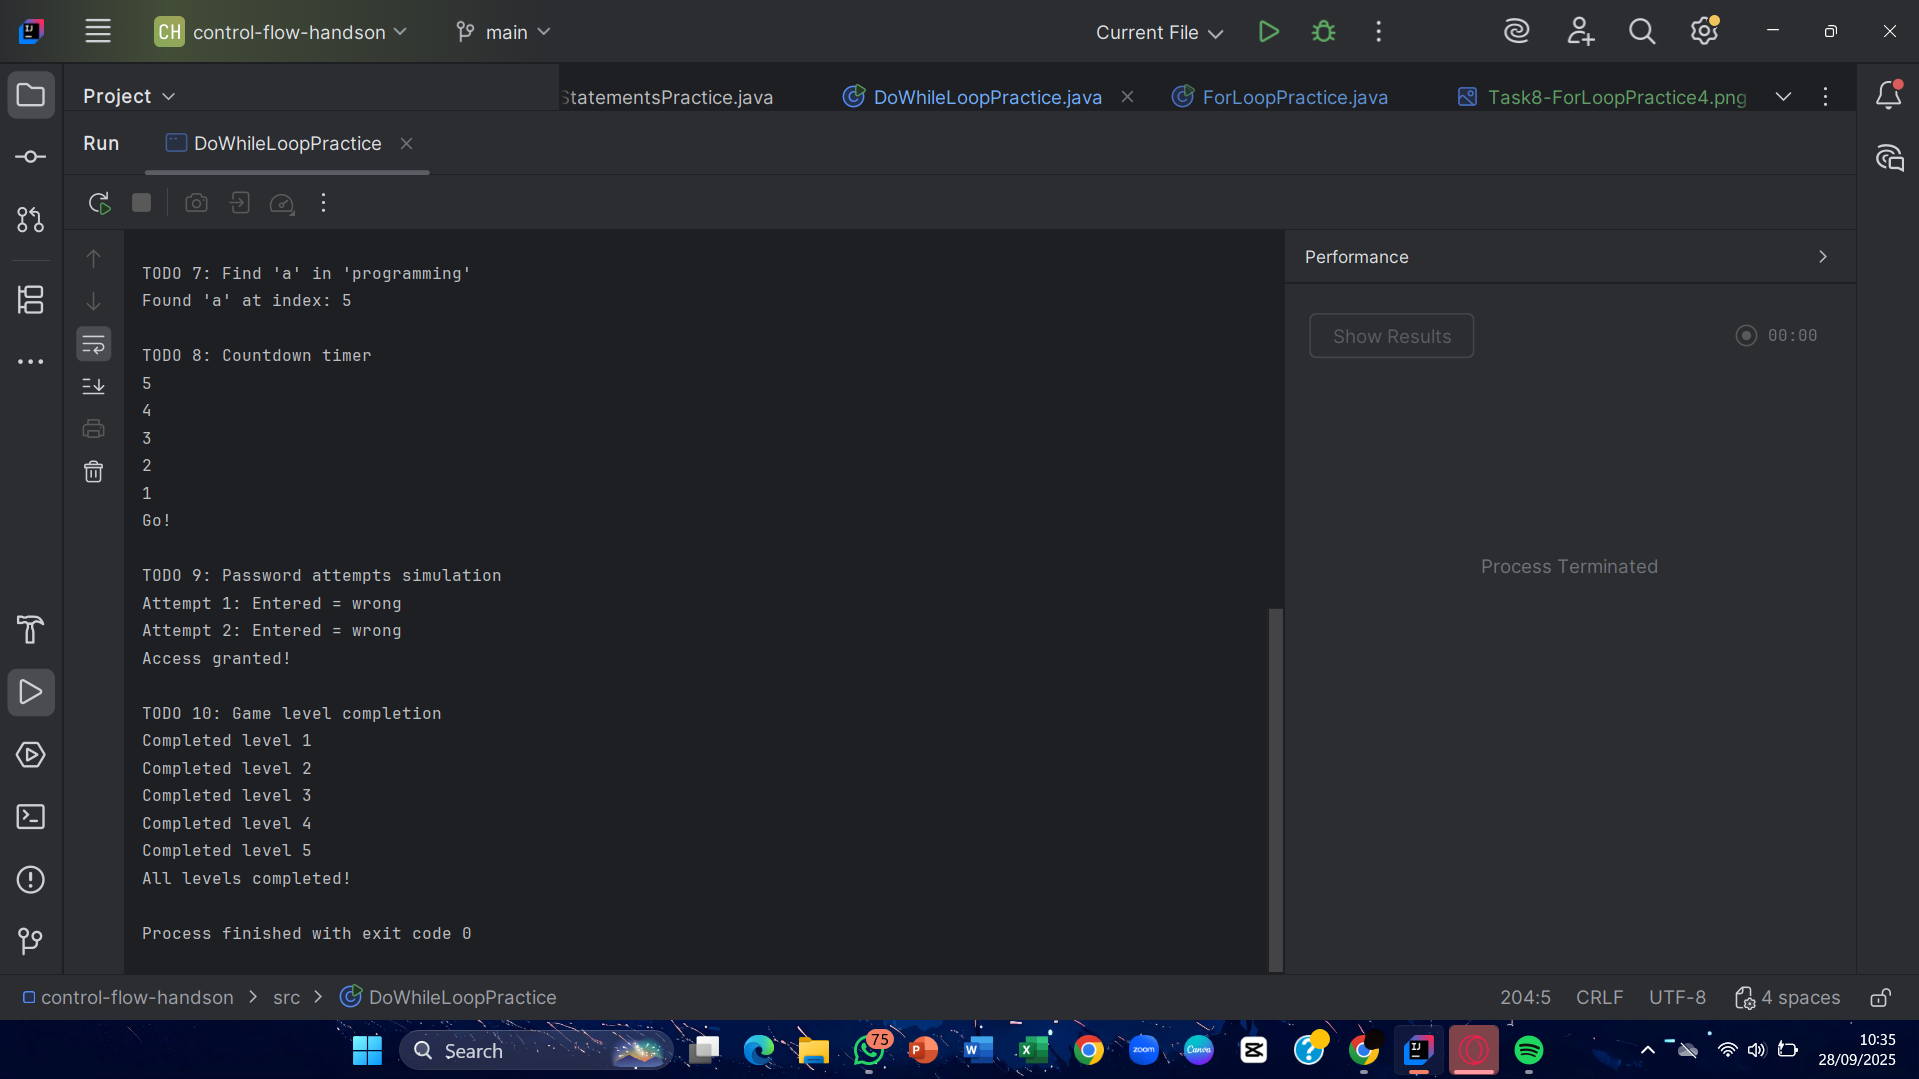 CH control-flow-handson
main
Current File
Project
StatementsPractice.java
DoWhileLoopPractice.java
ForLoopPractice.java
Task8-ForLoopPractice4.png
Run
DoWhileLoopPractice
TODO 7: Find 'a' in 'programming'
Found 'a' at index: 5
TODO 8: Countdown timer
5
4
3
2
1
Go!
TODO 9: Password attempts simulation
Attempt 1: Entered = wrong
Attempt 2: Entered = wrong
Access granted!
TODO 10: Game level completion
Completed level 1
Completed level 2
Completed level 3
Completed level 4
Completed level 5
All levels completed!
Process finished with exit code 0
Performance
Show Results
00:00
Process Terminated
control-flow-handson
src
DoWhileLoopPractice
204:5
CRLF
UTF-8
4 spaces
Search
75
zoom
Canva
10:35
28/09/2025